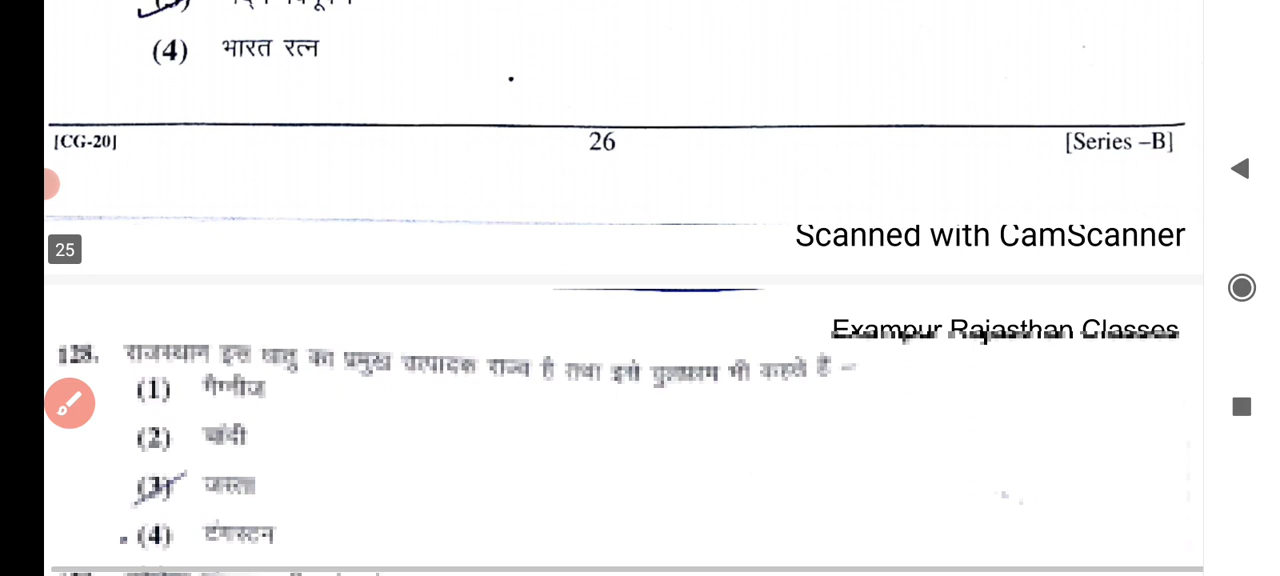 (4) भारत रत्न
[CG-20] 26 [Series –B]
Scanned with CamScanner
25
Exampur Rajasthan Classes
128. राजस्थान इस धातु का प्रमुख उत्पादक राज्य है तथा इसे वुलफ्राम भी कहते हैं –
(1) मैंगनीज
(2) चांदी
(3) जस्ता
(4) टंगस्टन